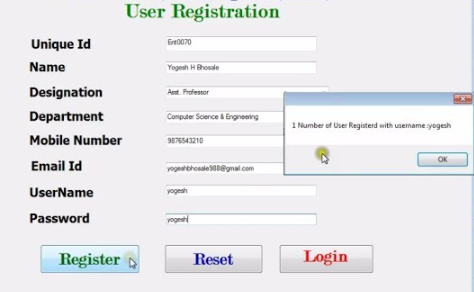 User Registration
Unique Id Ent0070
Name Yogesh H Bhosale
Designation Asst. Professor
Department Computer Science & Engineering
1 Number of User Registerd with username :yogesh
Mobile Number 9876543210
OK
Email Id yogeshbhosale988@gmail.com
UserName yogesh
Password yogesh
Register Reset Login